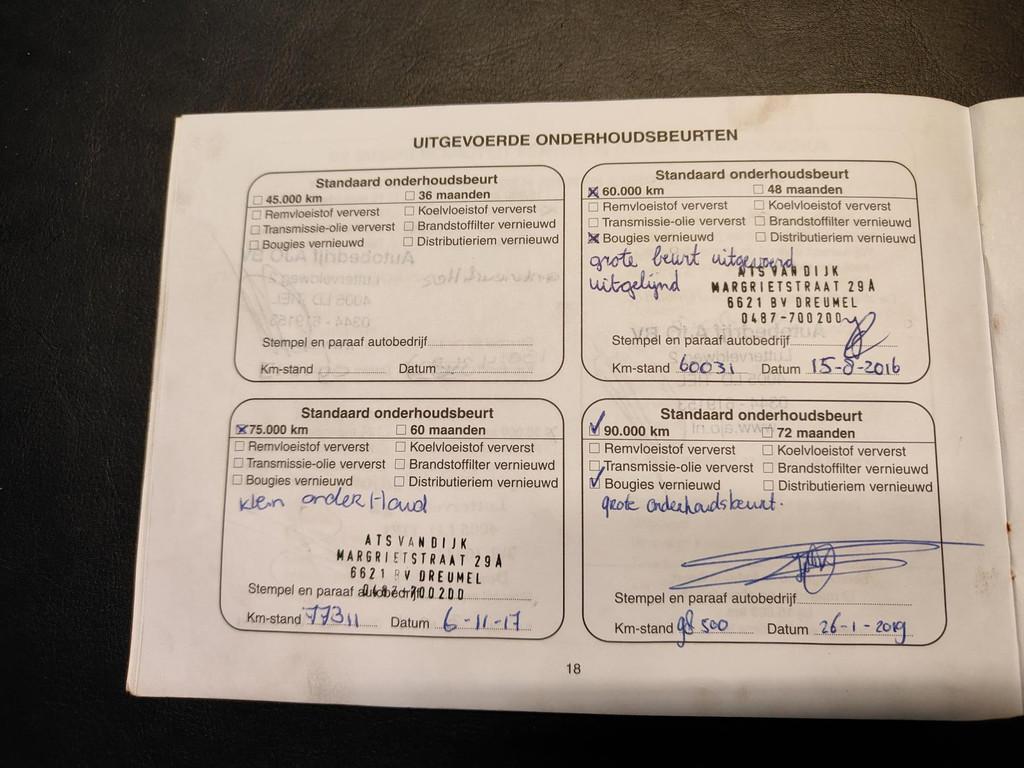 UITGEVOERDE ONDERHOUDSBEURTEN
Standaard onderhoudsbeurt
45.000 km 36 maanden
Remvloeistof ververst Koelvloeistof ververst
Transmissie-olie ververst Brandstoffilter vernieuwd
Bougies vernieuwd Distributieriem vernieuwd
Stempel en paraaf autobedrijf
Km-stand Datum
Standaard onderhoudsbeurt
60.000 km 48 maanden
Remvloeistof ververst Koelvloeistof ververst
Transmissie-olie ververst Brandstoffilter vernieuwd
Bougies vernieuwd Distributieriem vernieuwd
grote beurt uitgevoerd
uitgelijnd
ATS VAN DIJK
MARGRIETSTRAAT 29A
6621 BV DREUMEL
0487-700200
Stempel en paraaf autobedrijf
Km-stand 60031 Datum 15-8-2016
Standaard onderhoudsbeurt
75.000 km 60 maanden
Remvloeistof ververst Koelvloeistof ververst
Transmissie-olie ververst Brandstoffilter vernieuwd
Bougies vernieuwd Distributieriem vernieuwd
klein onderHoud
ATS VAN DIJK
MARGRIETSTRAAT 29A
6621 BV DREUMEL
0487-700200
Stempel en paraaf autobedrijf
Km-stand 77311 Datum 6-11-17
Standaard onderhoudsbeurt
90.000 km 72 maanden
Remvloeistof ververst Koelvloeistof ververst
Transmissie-olie ververst Brandstoffilter vernieuwd
Bougies vernieuwd Distributieriem vernieuwd
grote onderhoudsbeurt.
Stempel en paraaf autobedrijf
Km-stand 98500 Datum 26-1-2019
18